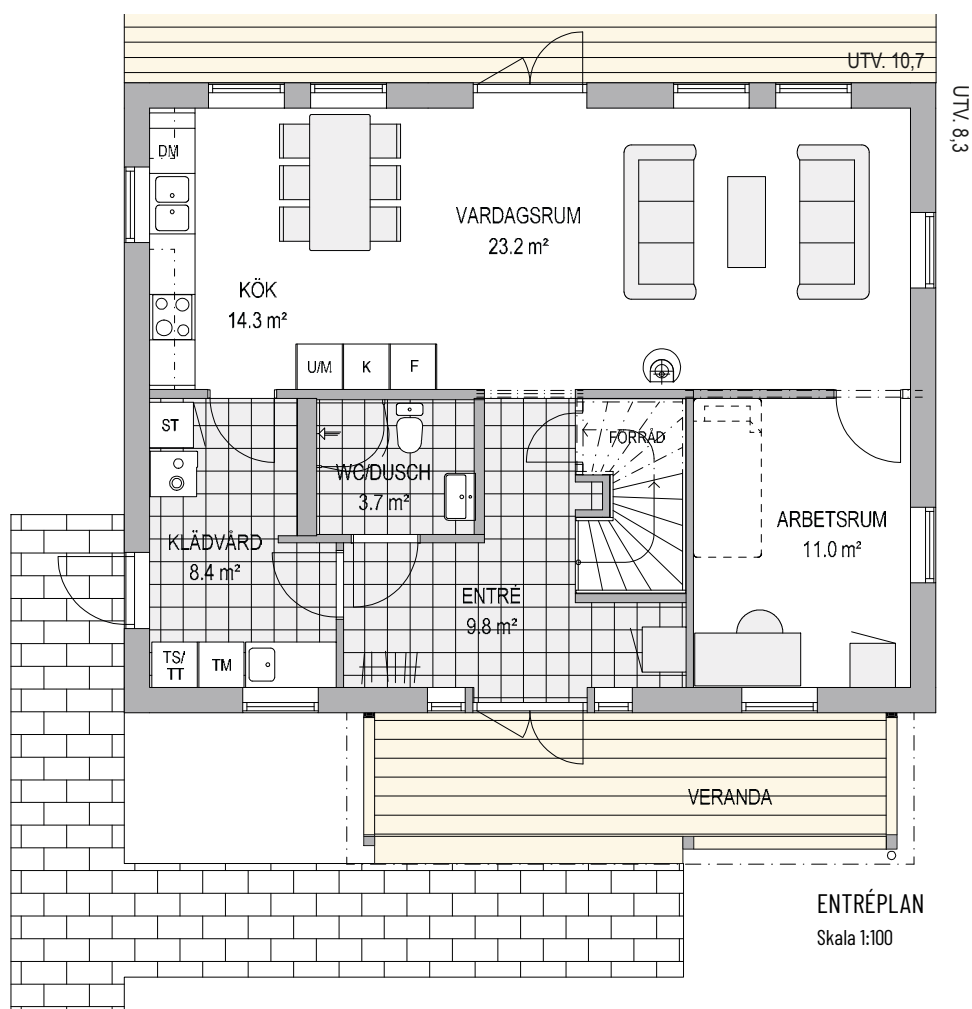 UTV. 10,7
UTV. 8,3
DM
VARDAGSRUM
23.2 m²
KÖK
14.3 m²
U/M
K
F
ST
FÖRRÅD
WC/DUSCH
3.7 m²
ARBETSRUM
11.0 m²
KLÄDVÅRD
8.4 m²
ENTRÉ
9.8 m²
TS/
TT
TM
VERANDA
ENTRÉPLAN
Skala 1:100